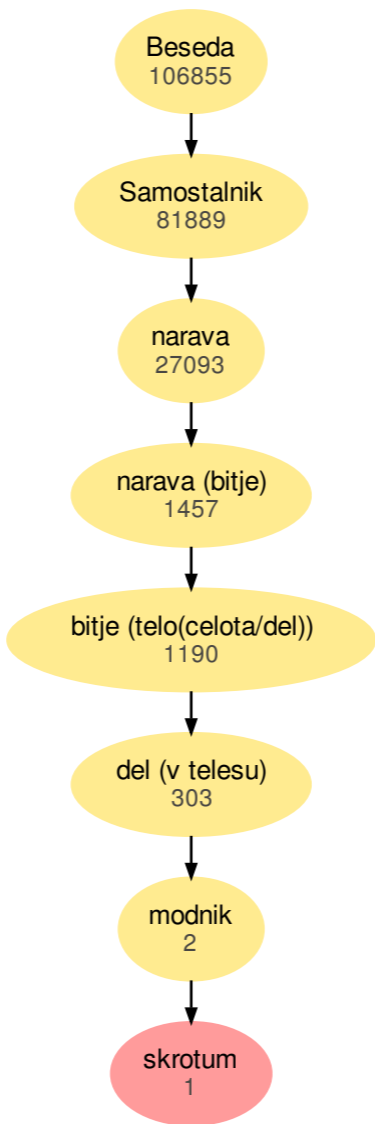 Beseda
106855
Samostalnik
81889
narava
27093
narava (bitje)
1457
bitje (telo(celota/del))
1190
del (v telesu)
303
modnik
2
skrotum
1